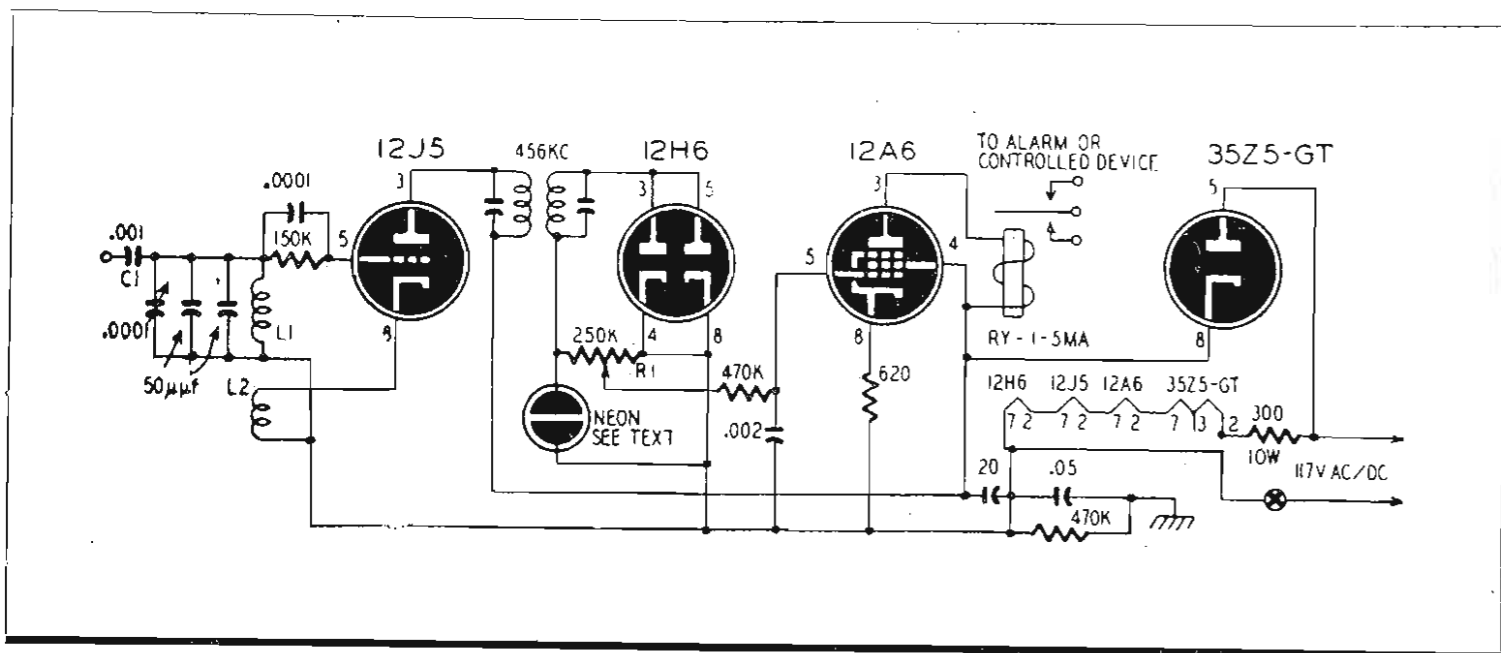 12J5
456KC
12H6
12A6
TO ALARM OR
CONTROLLED DEVICE
35Z5-GT
.0001
3
3
5
3
5
.001
150K
5
5
4
C1
.0001
L1
8
250K
4
8
RY-1-5MA
8
R1
470K
8
620
50µµf
L2
NEON
SEE TEXT
.002
12H6
12J5
12A6
35Z5-GT
7 2
7 2
7 2
7 3
2
300
10W
20
.05
117V AC/DC
470K